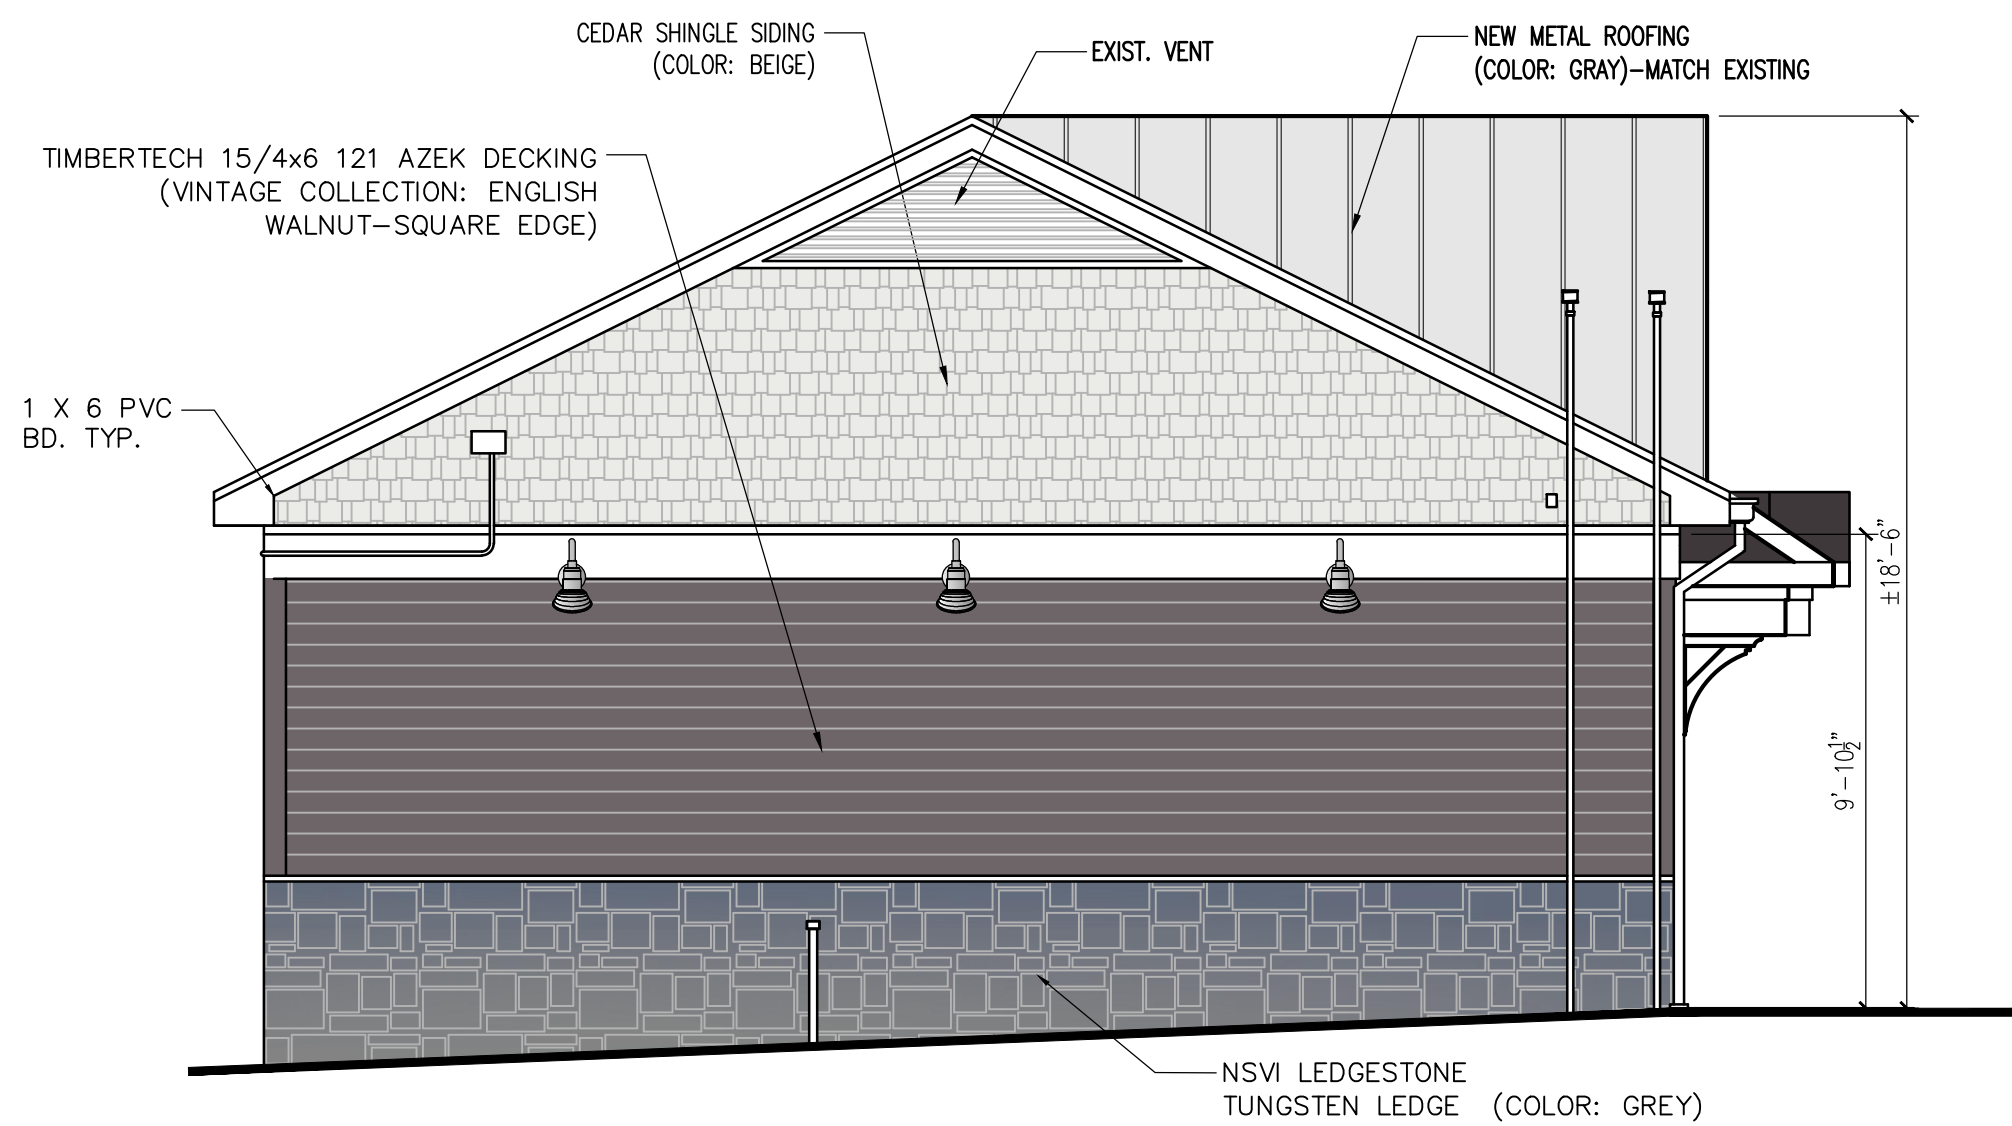 CEDAR SHINGLE SIDING
(COLOR: BEIGE)
EXIST. VENT
NEW METAL ROOFING
(COLOR: GRAY)-MATCH EXISTING
TIMBERTECH 15/4x6 121 AZEK DECKING
(VINTAGE COLLECTION: ENGLISH
WALNUT-SQUARE EDGE)
1 X 6 PVC
BD. TYP.
±18'-6"
9'-10½"
NSVI LEDGESTONE
TUNGSTEN LEDGE (COLOR: GREY)